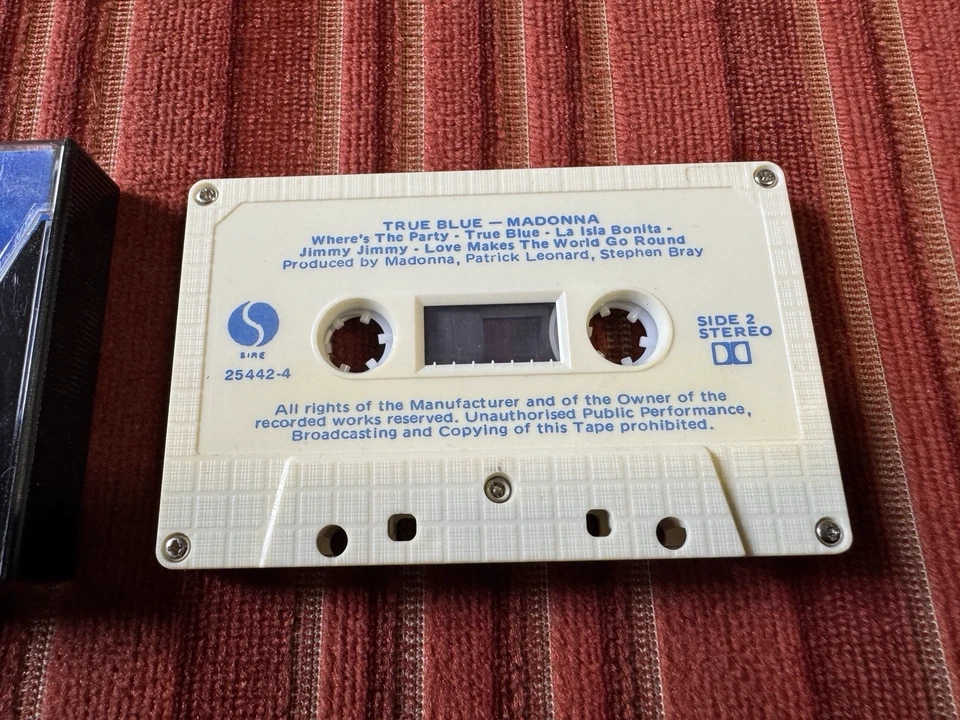 TRUE BLUE — MADONNA
Where's The Party - True Blue - La Isla Bonita -
Jimmy Jimmy - Love Makes The World Go Round
Produced by Madonna, Patrick Leonard, Stephen Bray
SIRE
25442-4
SIDE 2
STEREO
All rights of the Manufacturer and of the Owner of the
recorded works reserved. Unauthorised Public Performance,
Broadcasting and Copying of this Tape prohibited.